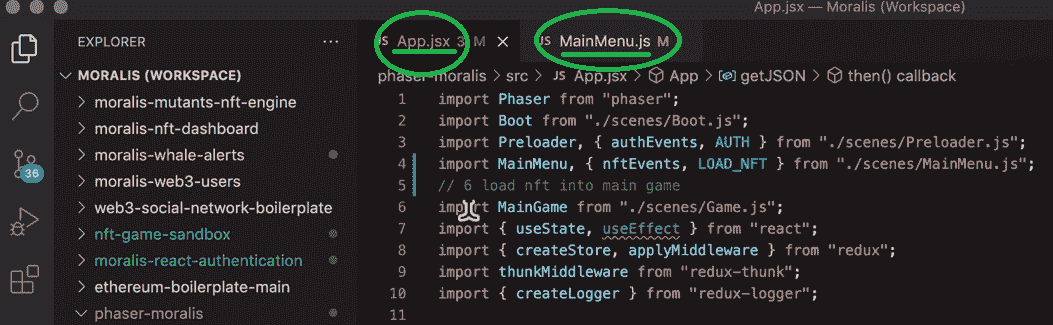 App.jsx — Moralis (Workspace)
EXPLORER ···
JS App.jsx 3 M ×
JS MainMenu.js M
MORALIS (WORKSPACE)
moralis-mutants-nft-engine
moralis-nft-dashboard
moralis-whale-alerts
moralis-web3-users
web3-social-network-boilerplate
nft-game-sandbox
moralis-react-authentication
ethereum-boilerplate-main
phaser-moralis
36
phaser-moralis > src > JS App.jsx > App > getJSON > then() callback
1 import Phaser from "phaser";
2 import Boot from "./scenes/Boot.js";
3 import Preloader, { authEvents, AUTH } from "./scenes/Preloader.js";
4 import MainMenu, { nftEvents, LOAD_NFT } from "./scenes/MainMenu.js";
5 // 6 load nft into main game
6 import MainGame from "./scenes/Game.js";
7 import { useState, useEffect } from "react";
8 import { createStore, applyMiddleware } from "redux";
9 import thunkMiddleware from "redux-thunk";
10 import { createLogger } from "redux-logger";
11